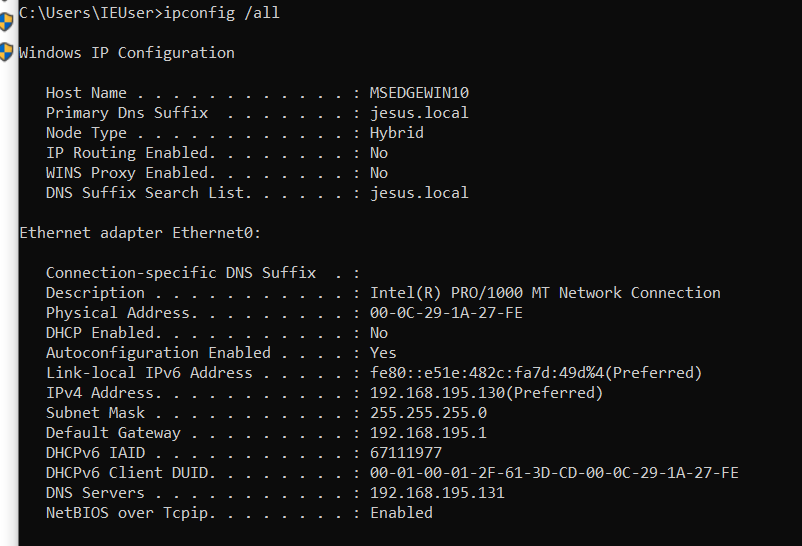 C:\Users\IEUser>ipconfig /all
Windows IP Configuration
Host Name . . . . . . . . . . . . : MSEDGEWIN10
Primary Dns Suffix  . . . . . . . : jesus.local
Node Type . . . . . . . . . . . . : Hybrid
IP Routing Enabled. . . . . . . . : No
WINS Proxy Enabled. . . . . . . . : No
DNS Suffix Search List. . . . . . : jesus.local
Ethernet adapter Ethernet0:
Connection-specific DNS Suffix  . :
Description . . . . . . . . . . . : Intel(R) PRO/1000 MT Network Connection
Physical Address. . . . . . . . . : 00-0C-29-1A-27-FE
DHCP Enabled. . . . . . . . . . . : No
Autoconfiguration Enabled . . . . : Yes
Link-local IPv6 Address . . . . . : fe80::e51e:482c:fa7d:49d%4(Preferred)
IPv4 Address. . . . . . . . . . . : 192.168.195.130(Preferred)
Subnet Mask . . . . . . . . . . . : 255.255.255.0
Default Gateway . . . . . . . . . : 192.168.195.1
DHCPv6 IAID . . . . . . . . . . . : 67111977
DHCPv6 Client DUID. . . . . . . . : 00-01-00-01-2F-61-3D-CD-00-0C-29-1A-27-FE
DNS Servers . . . . . . . . . . . : 192.168.195.131
NetBIOS over Tcpip. . . . . . . . : Enabled